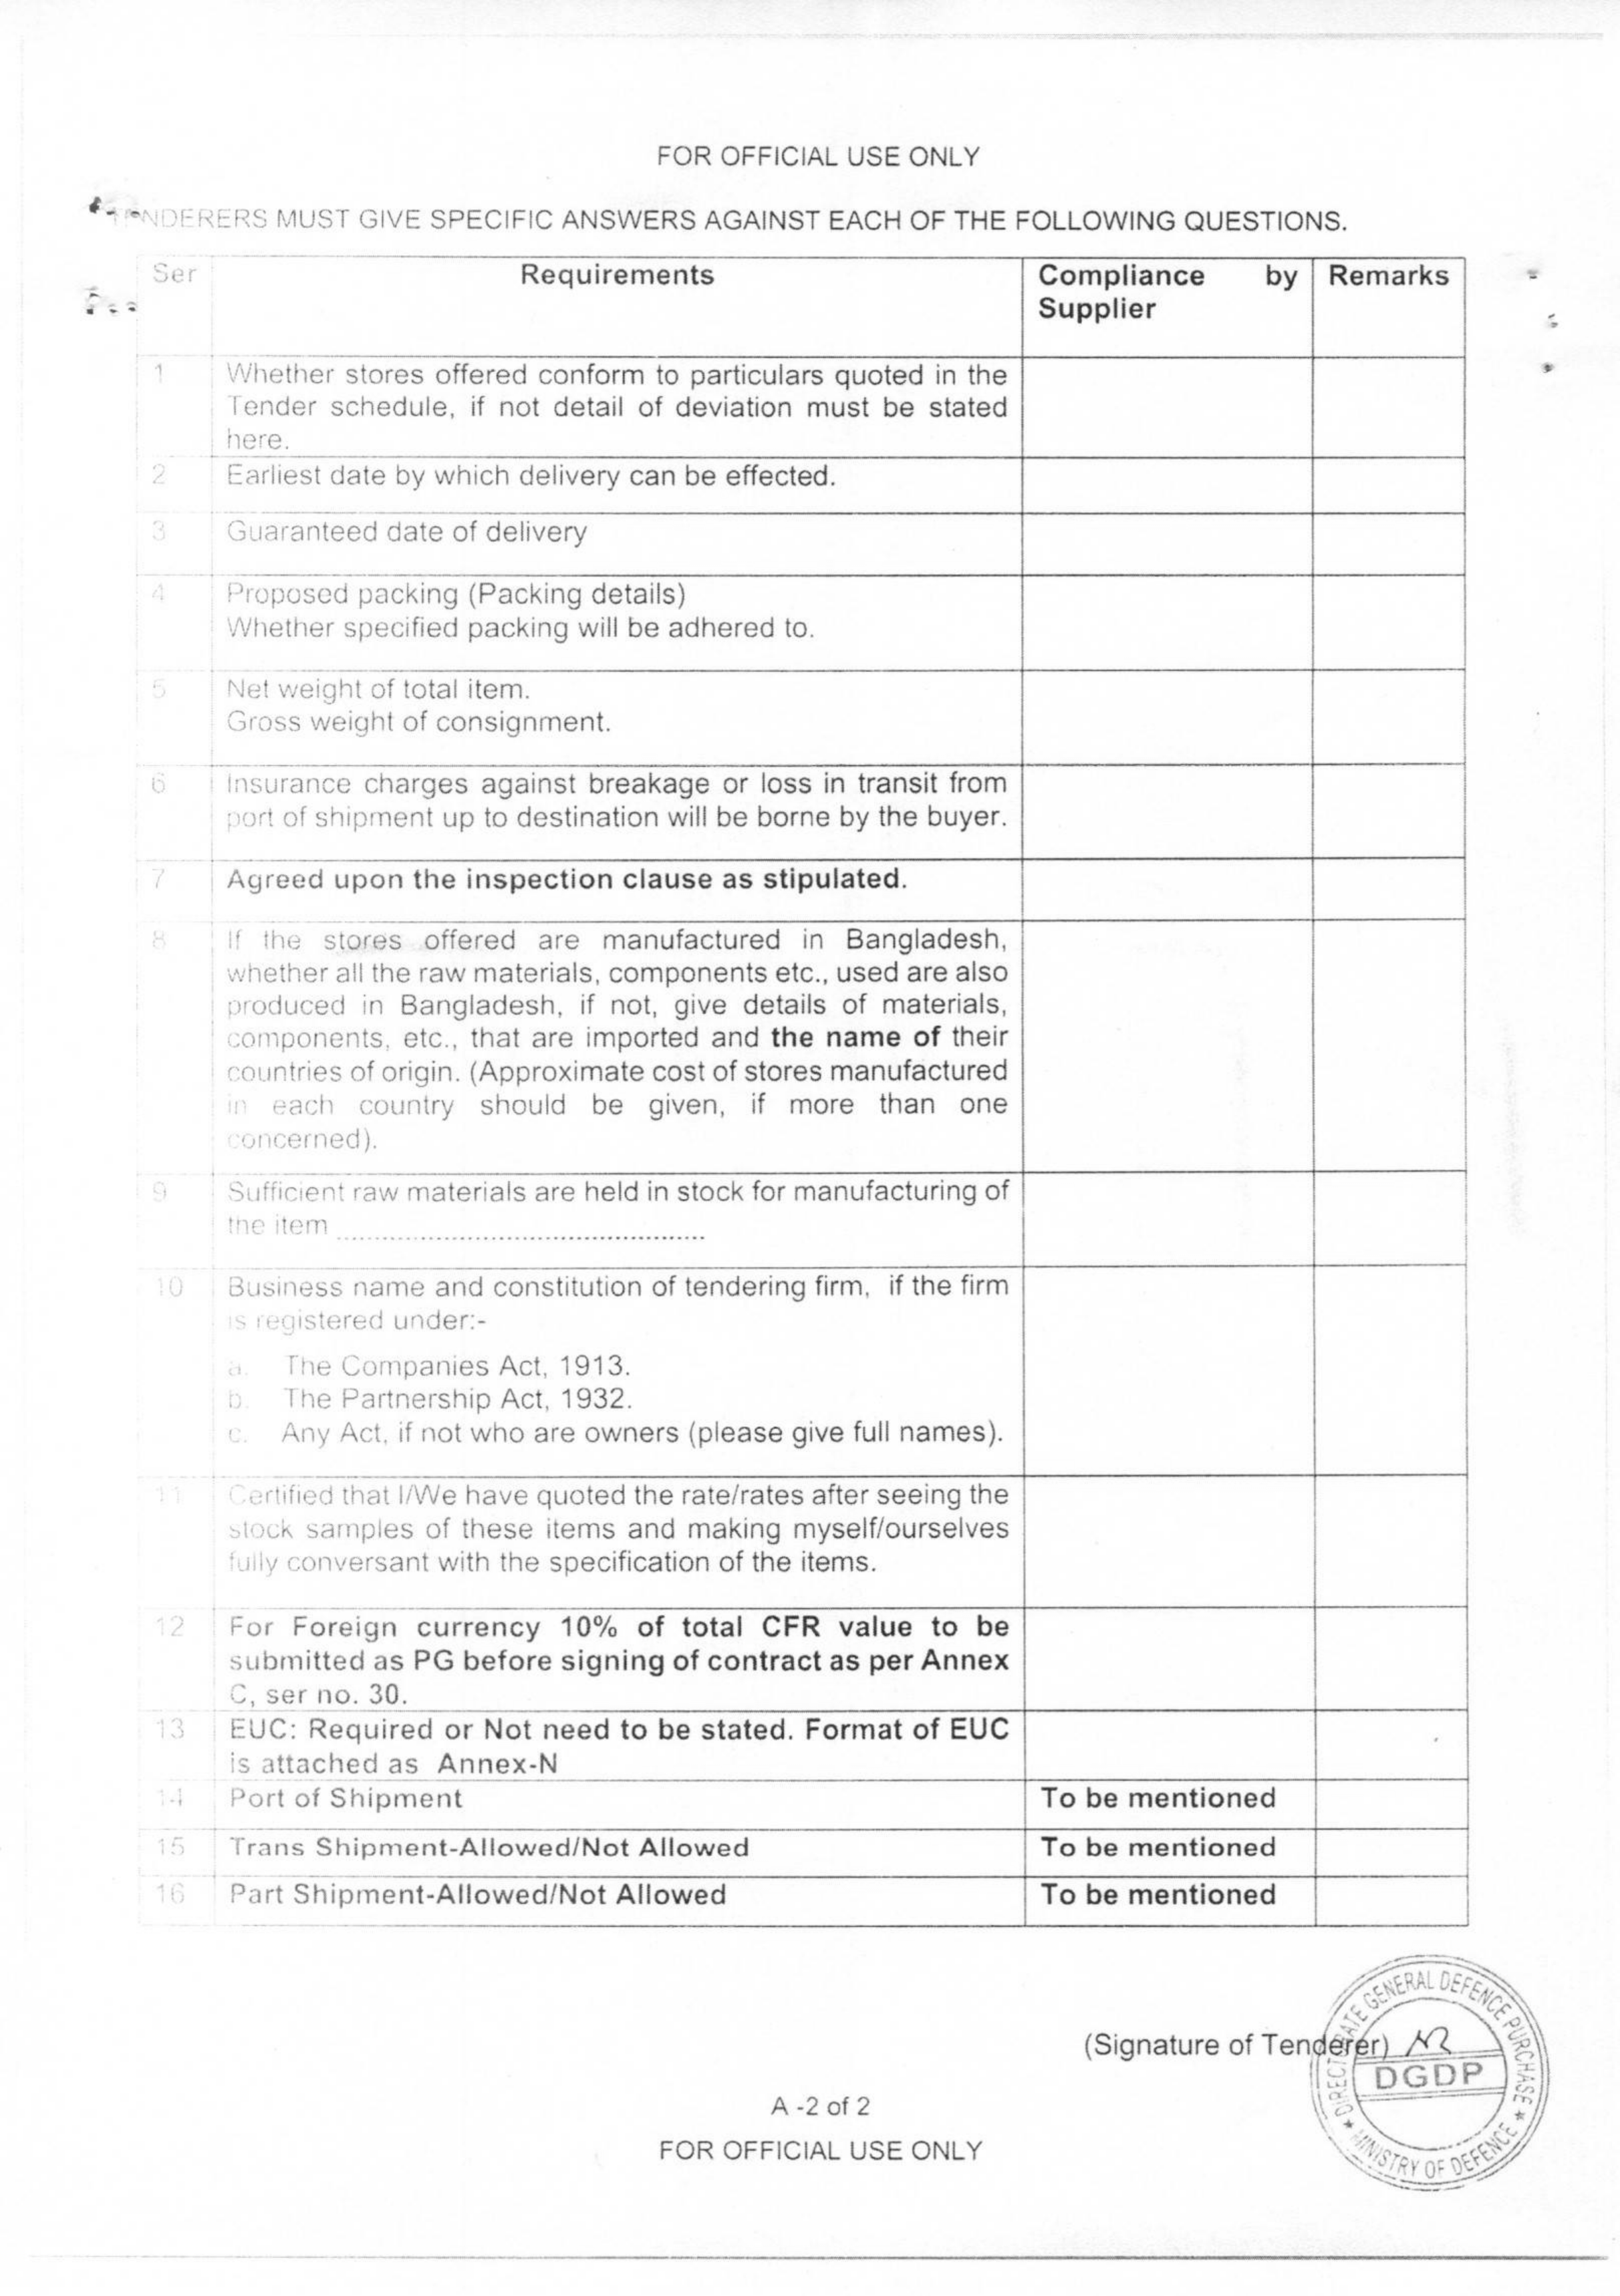 FOR OFFICIAL USE ONLY
TENDERERS MUST GIVE SPECIFIC ANSWERS AGAINST EACH OF THE FOLLOWING QUESTIONS.
Ser Requirements Compliance by Remarks
Supplier
1 Whether stores offered conform to particulars quoted in the
Tender schedule, if not detail of deviation must be stated
here.
2 Earliest date by which delivery can be effected.
3 Guaranteed date of delivery
4 Proposed packing (Packing details)
Whether specified packing will be adhered to.
5 Net weight of total item.
Gross weight of consignment.
6 Insurance charges against breakage or loss in transit from
port of shipment up to destination will be borne by the buyer.
7 Agreed upon the inspection clause as stipulated.
8 If the stores offered are manufactured in Bangladesh,
whether all the raw materials, components etc., used are also
produced in Bangladesh, if not, give details of materials,
components, etc., that are imported and the name of their
countries of origin. (Approximate cost of stores manufactured
in each country should be given, if more than one
concerned).
9 Sufficient raw materials are held in stock for manufacturing of
the item ............................................
10 Business name and constitution of tendering firm, if the firm
is registered under:-
a. The Companies Act, 1913.
b. The Partnership Act, 1932.
c. Any Act, if not who are owners (please give full names).
11 Certified that I/We have quoted the rate/rates after seeing the
stock samples of these items and making myself/ourselves
fully conversant with the specification of the items.
12 For Foreign currency 10% of total CFR value to be
submitted as PG before signing of contract as per Annex
C, ser no. 30.
13 EUC: Required or Not need to be stated. Format of EUC
is attached as Annex-N
14 Port of Shipment To be mentioned
15 Trans Shipment-Allowed/Not Allowed To be mentioned
16 Part Shipment-Allowed/Not Allowed To be mentioned
(Signature of Tenderer)
DIRECTORATE GENERAL DEFENCE PURCHASE
DGDP
★ MINISTRY OF DEFENCE ★
A -2 of 2
FOR OFFICIAL USE ONLY